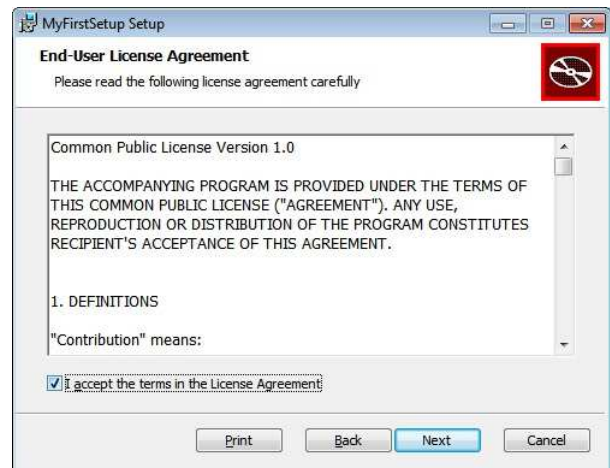 MyFirstSetup Setup
End-User License Agreement
Please read the following license agreement carefully
Common Public License Version 1.0
THE ACCOMPANYING PROGRAM IS PROVIDED UNDER THE TERMS OF
THIS COMMON PUBLIC LICENSE ("AGREEMENT"). ANY USE,
REPRODUCTION OR DISTRIBUTION OF THE PROGRAM CONSTITUTES
RECIPIENT'S ACCEPTANCE OF THIS AGREEMENT.
1. DEFINITIONS
"Contribution" means:
I accept the terms in the License Agreement
Print Back Next Cancel